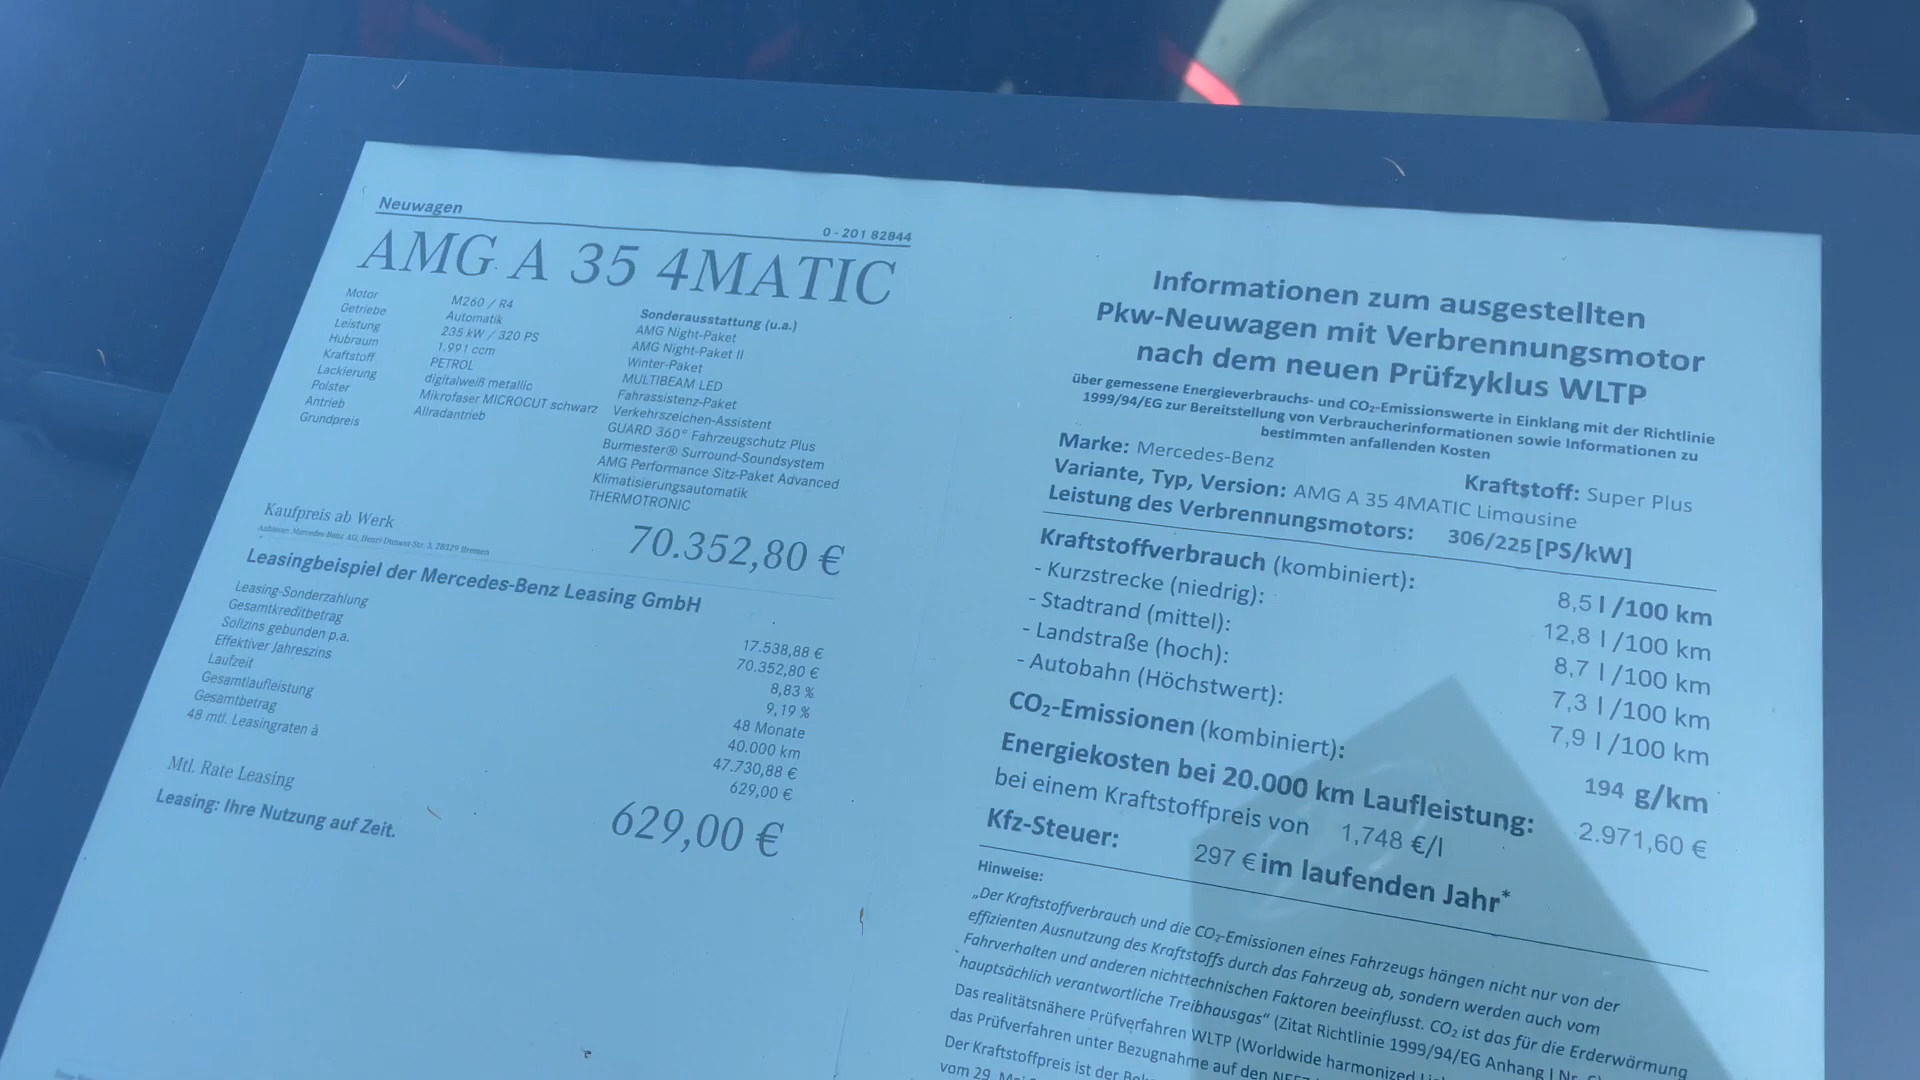 Neuwagen
0 - 201 82844
AMG A 35 4MATIC
Motor M260 / R4
Getriebe Automatik
Leistung 235 kW / 320 PS
Hubraum 1.991 ccm
Kraftstoff PETROL
Lackierung digitalweiß metallic
Polster Mikrofaser MICROCUT schwarz
Antrieb Allradantrieb
Grundpreis
Sonderausstattung (u.a.)
AMG Night-Paket
AMG Night-Paket II
Winter-Paket
MULTIBEAM LED
Fahrassistenz-Paket
Verkehrszeichen-Assistent
GUARD 360° Fahrzeugschutz Plus
Burmester® Surround-Soundsystem
AMG Performance Sitz-Paket Advanced
Klimatisierungsautomatik
THERMOTRONIC
Kaufpreis ab Werk 70.352,80 €
Anbieter: Mercedes-Benz AG, Henri-Dunant-Str. 3, 28329 Bremen
Leasingbeispiel der Mercedes-Benz Leasing GmbH
Leasing-Sonderzahlung 17.538,88 €
Gesamtkreditbetrag 70.352,80 €
Sollzins gebunden p.a. 8,83 %
Effektiver Jahreszins 9,19 %
Laufzeit 48 Monate
Gesamtlaufleistung 40.000 km
Gesamtbetrag 47.730,88 €
48 mtl. Leasingraten à 629,00 €
Mtl. Rate Leasing 629,00 €
Leasing: Ihre Nutzung auf Zeit.
Informationen zum ausgestellten
Pkw-Neuwagen mit Verbrennungsmotor
nach dem neuen Prüfzyklus WLTP
über gemessene Energieverbrauchs- und CO₂-Emissionswerte in Einklang mit der Richtlinie
1999/94/EG zur Bereitstellung von Verbraucherinformationen sowie Informationen zu
bestimmten anfallenden Kosten
Marke: Mercedes-Benz Kraftstoff: Super Plus
Variante, Typ, Version: AMG A 35 4MATIC Limousine
Leistung des Verbrennungsmotors: 306/225 [PS/kW]
Kraftstoffverbrauch (kombiniert): 8,5 l /100 km
- Kurzstrecke (niedrig): 12,8 l /100 km
- Stadtrand (mittel): 8,7 l /100 km
- Landstraße (hoch): 7,3 l /100 km
- Autobahn (Höchstwert): 7,9 l /100 km
CO₂-Emissionen (kombiniert): 194 g/km
Energiekosten bei 20.000 km Laufleistung: 2.971,60 €
bei einem Kraftstoffpreis von 1,748 €/l
Kfz-Steuer: 297 € im laufenden Jahr*
Hinweise:
„Der Kraftstoffverbrauch und die CO₂-Emissionen eines Fahrzeugs hängen nicht nur von der
effizienten Ausnutzung des Kraftstoffs durch das Fahrzeug ab, sondern werden auch vom
Fahrverhalten und anderen nichttechnischen Faktoren beeinflusst. CO₂ ist das für die Erderwärmung
hauptsächlich verantwortliche Treibhausgas“ (Zitat Richtlinie 1999/94/EG Anhang I Nr.
Das realitätsnähere Prüfverfahren WLTP (Worldwide harmonized
das Prüfverfahren unter Bezugnahme auf den
Der Kraftstoffpreis ist der
vom 29.